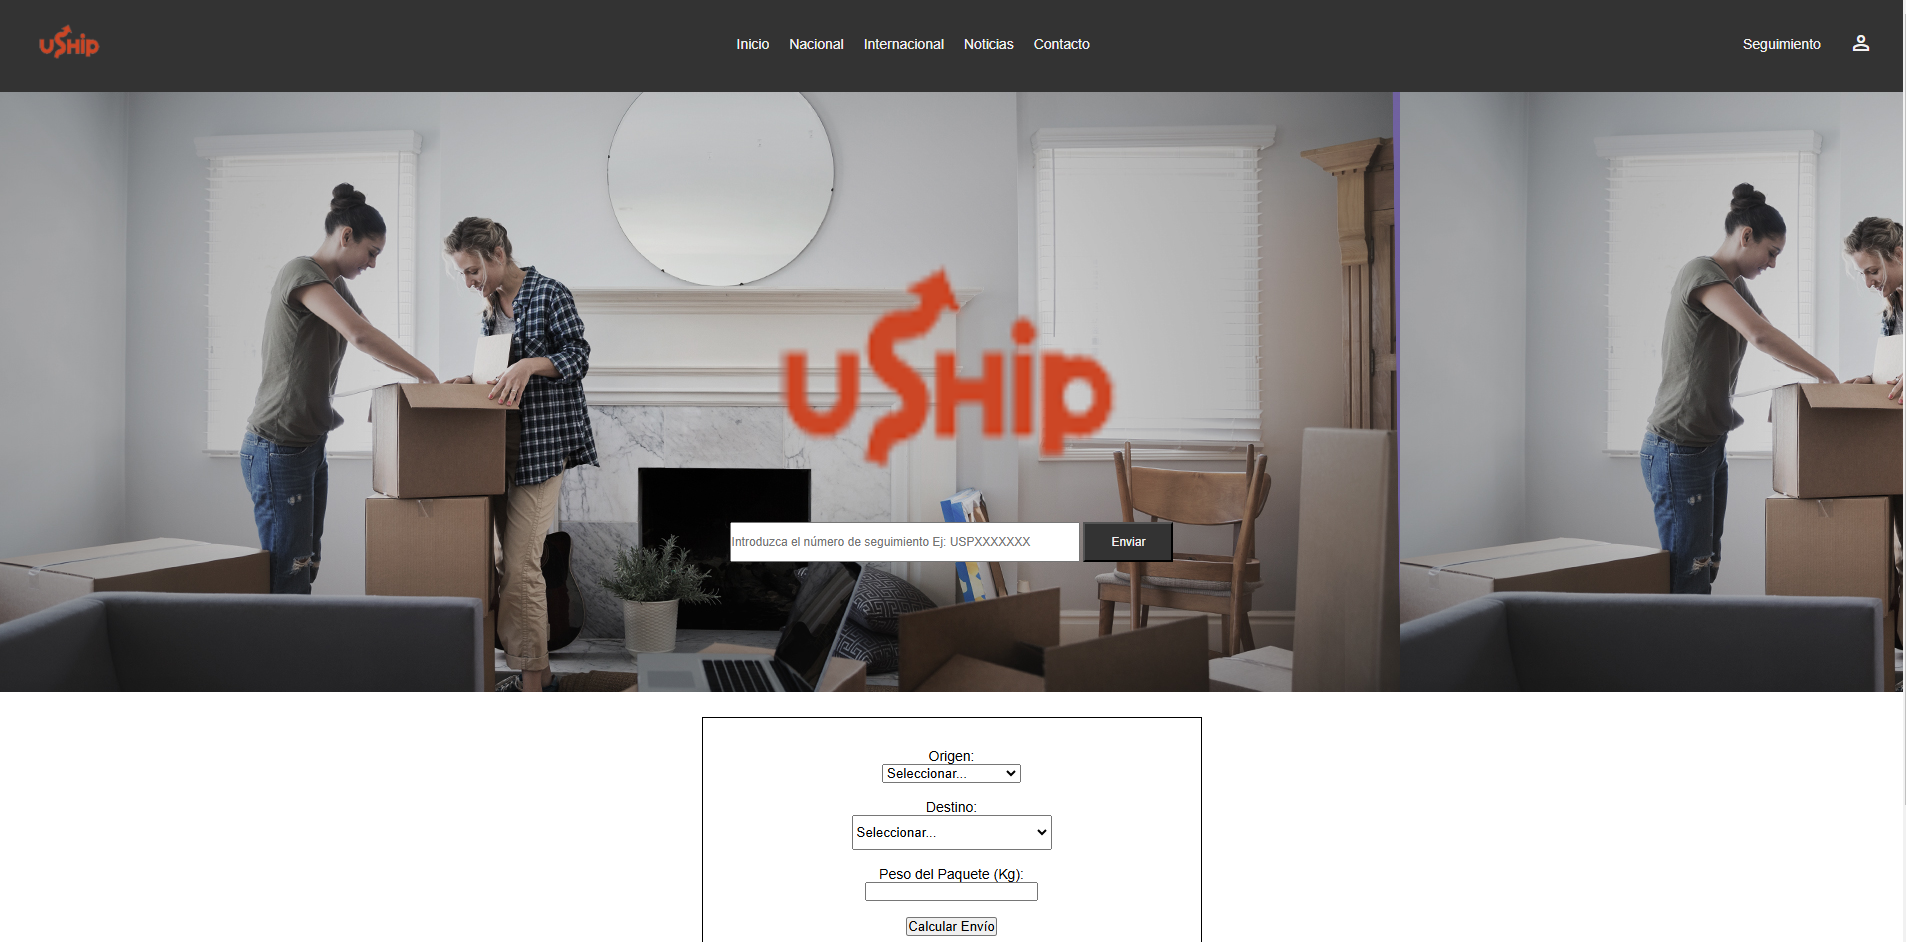 uShip
Inicio Nacional Internacional Noticias Contacto
Seguimiento
uShip
Introduzca el número de seguimiento Ej: USPXXXXXXX
Enviar
Origen:
Seleccionar...
Destino:
Seleccionar...
Peso del Paquete (Kg):
Calcular Envío